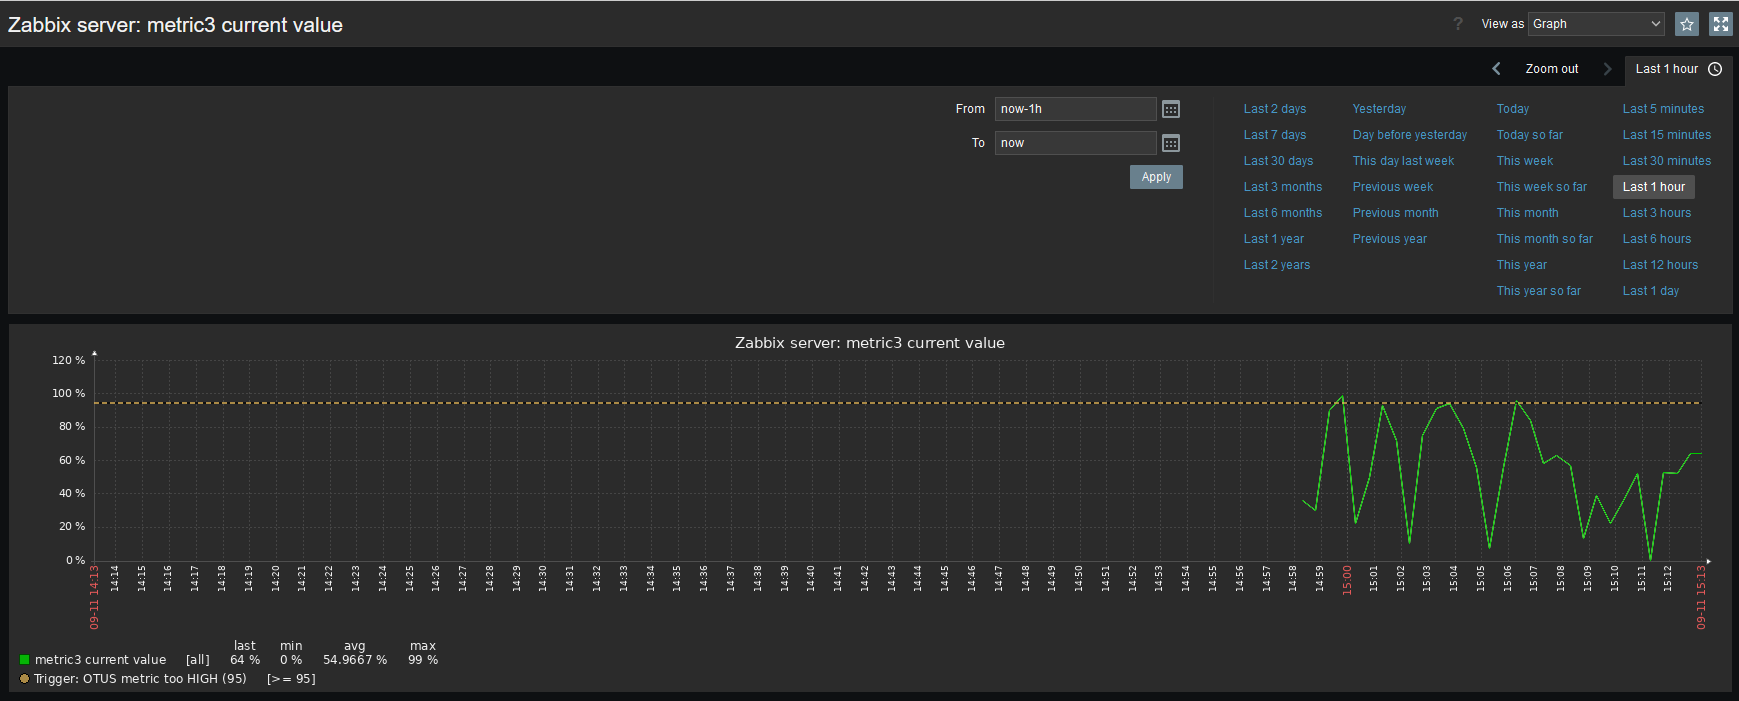 Zabbix server: metric3 current value
? View as Graph
Zoom out Last 1 hour
From now-1h
To now
Apply
Last 2 days Yesterday Today Last 5 minutes
Last 7 days Day before yesterday Today so far Last 15 minutes
Last 30 days This day last week This week Last 30 minutes
Last 3 months Previous week This week so far Last 1 hour
Last 6 months Previous month This month Last 3 hours
Last 1 year Previous year This month so far Last 6 hours
Last 2 years This year Last 12 hours
This year so far Last 1 day
Zabbix server: metric3 current value
120 %
100 %
80 %
60 %
40 %
20 %
0 %
09-11 14:13 14:14 14:15 14:16 14:17 14:18 14:19 14:20 14:21 14:22 14:23 14:24 14:25 14:26 14:27 14:28 14:29 14:30 14:31 14:32 14:33 14:34 14:35 14:36 14:37 14:38 14:39 14:40 14:41 14:42 14:43 14:44 14:45 14:46 14:47 14:48 14:49 14:50 14:51 14:52 14:53 14:54 14:55 14:56 14:57 14:58 14:59 15:00 15:01 15:02 15:03 15:04 15:05 15:06 15:07 15:08 15:09 15:10 15:11 15:12 09-11 15:13
last min avg max
metric3 current value [all] 64 % 0 % 54.9667 % 99 %
Trigger: OTUS metric too HIGH (95) [>= 95]